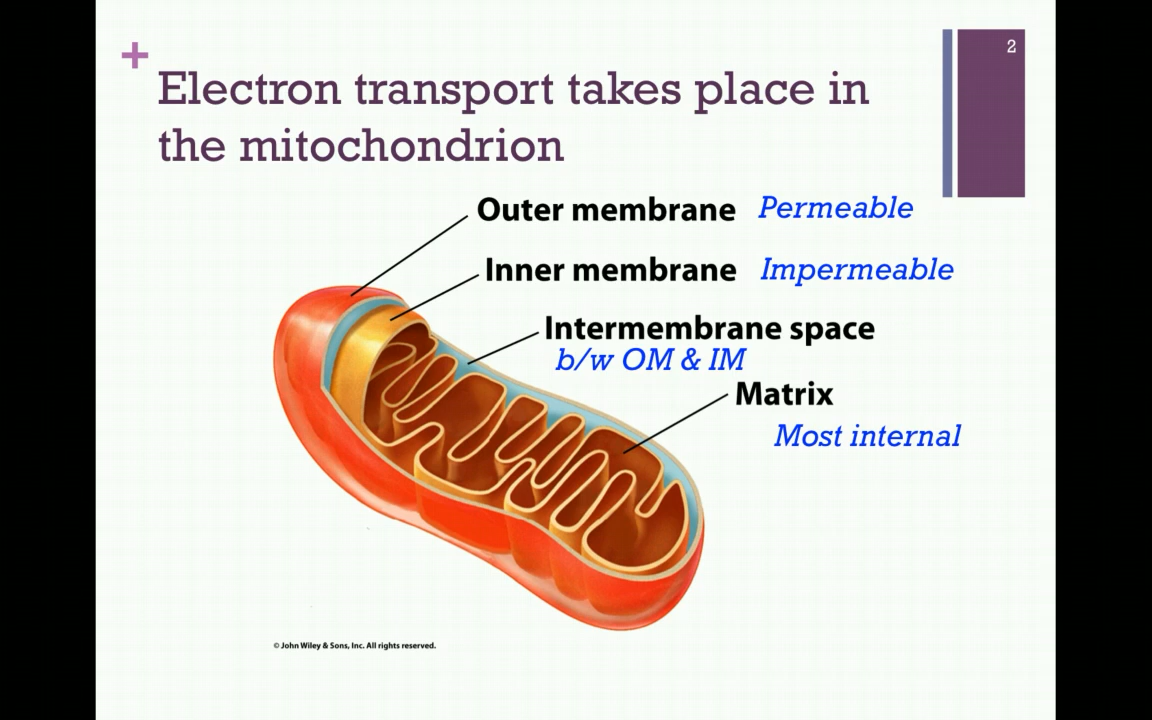 +
2
Electron transport takes place in
the mitochondrion
Outer membrane Permeable
Inner membrane Impermeable
Intermembrane space
b/w OM & IM
Matrix
Most internal
© John Wiley & Sons, Inc. All rights reserved.